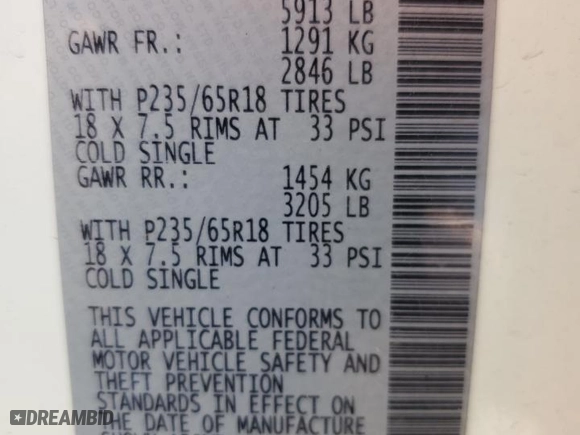 5913 LB
GAWR FR.: 1291 KG
2846 LB
WITH P235/65R18 TIRES
18 X 7.5 RIMS AT 33 PSI
COLD SINGLE
GAWR RR.: 1454 KG
3205 LB
WITH P235/65R18 TIRES
18 X 7.5 RIMS AT 33 PSI
COLD SINGLE
THIS VEHICLE CONFORMS TO
ALL APPLICABLE FEDERAL
MOTOR VEHICLE SAFETY AND
THEFT PREVENTION
STANDARDS IN EFFECT ON
THE DATE OF MANUFACTURE
DREAMBID